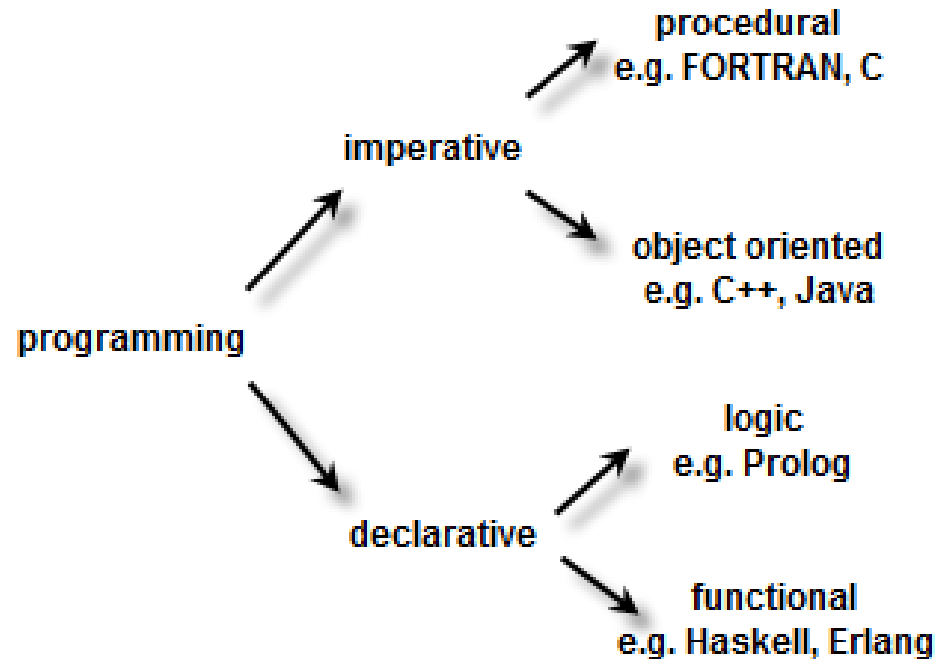 procedural
e.g. FORTRAN, C
imperative
object oriented
e.g. C++, Java
programming
logic
e.g. Prolog
declarative
functional
e.g. Haskell, Erlang